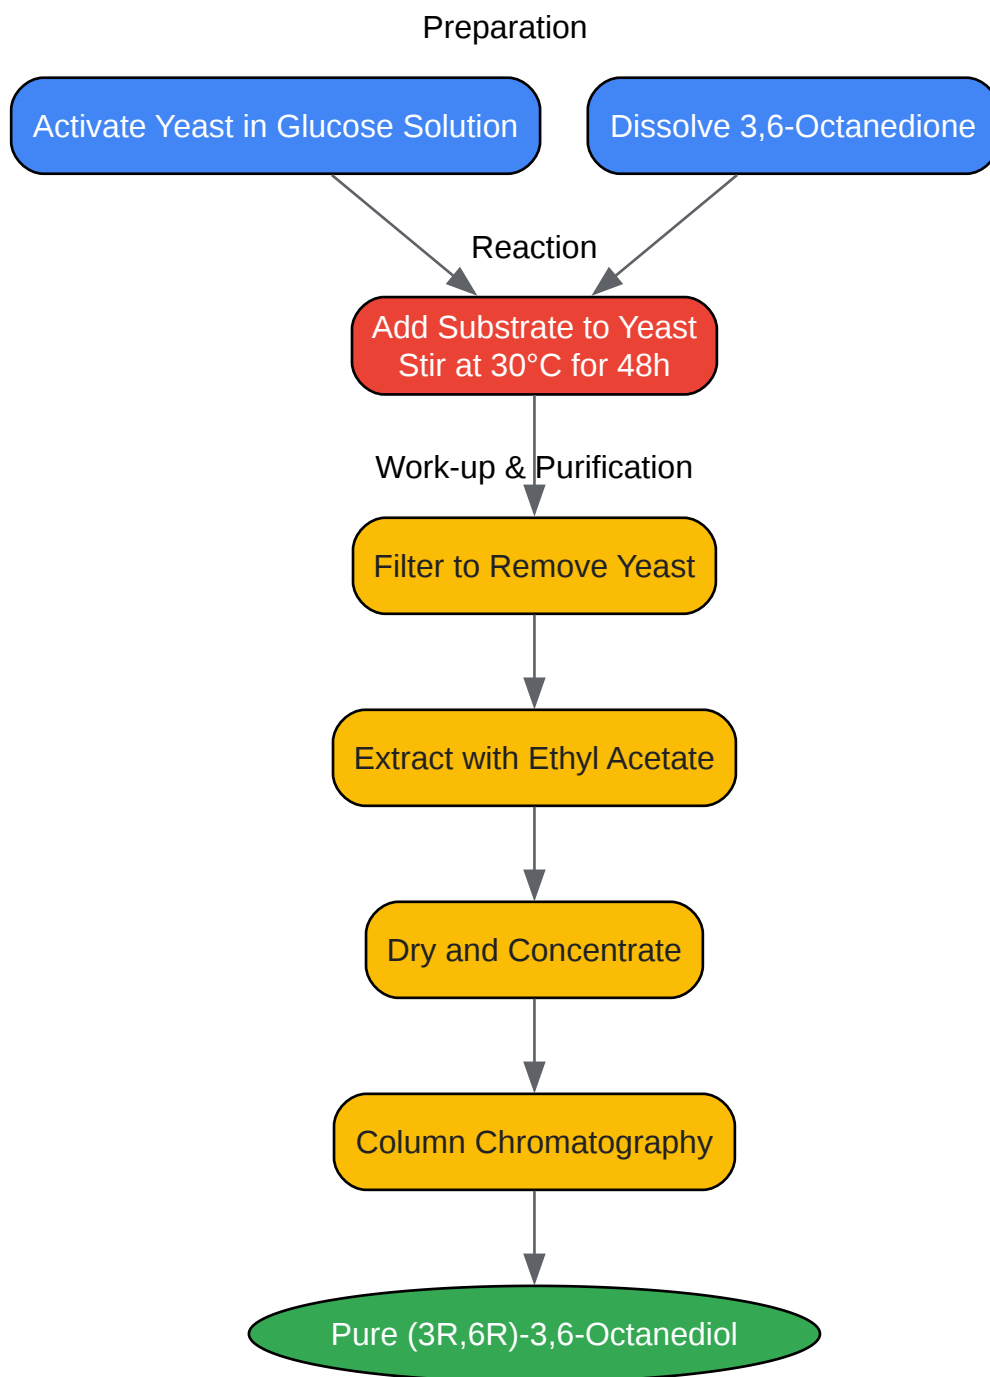 Preparation
Activate Yeast in Glucose Solution
Dissolve 3,6-Octanedione
Reaction
Add Substrate to Yeast
Stir at 30°C for 48h
Work-up & Purification
Filter to Remove Yeast
Extract with Ethyl Acetate
Dry and Concentrate
Column Chromatography
Pure (3R,6R)-3,6-Octanediol